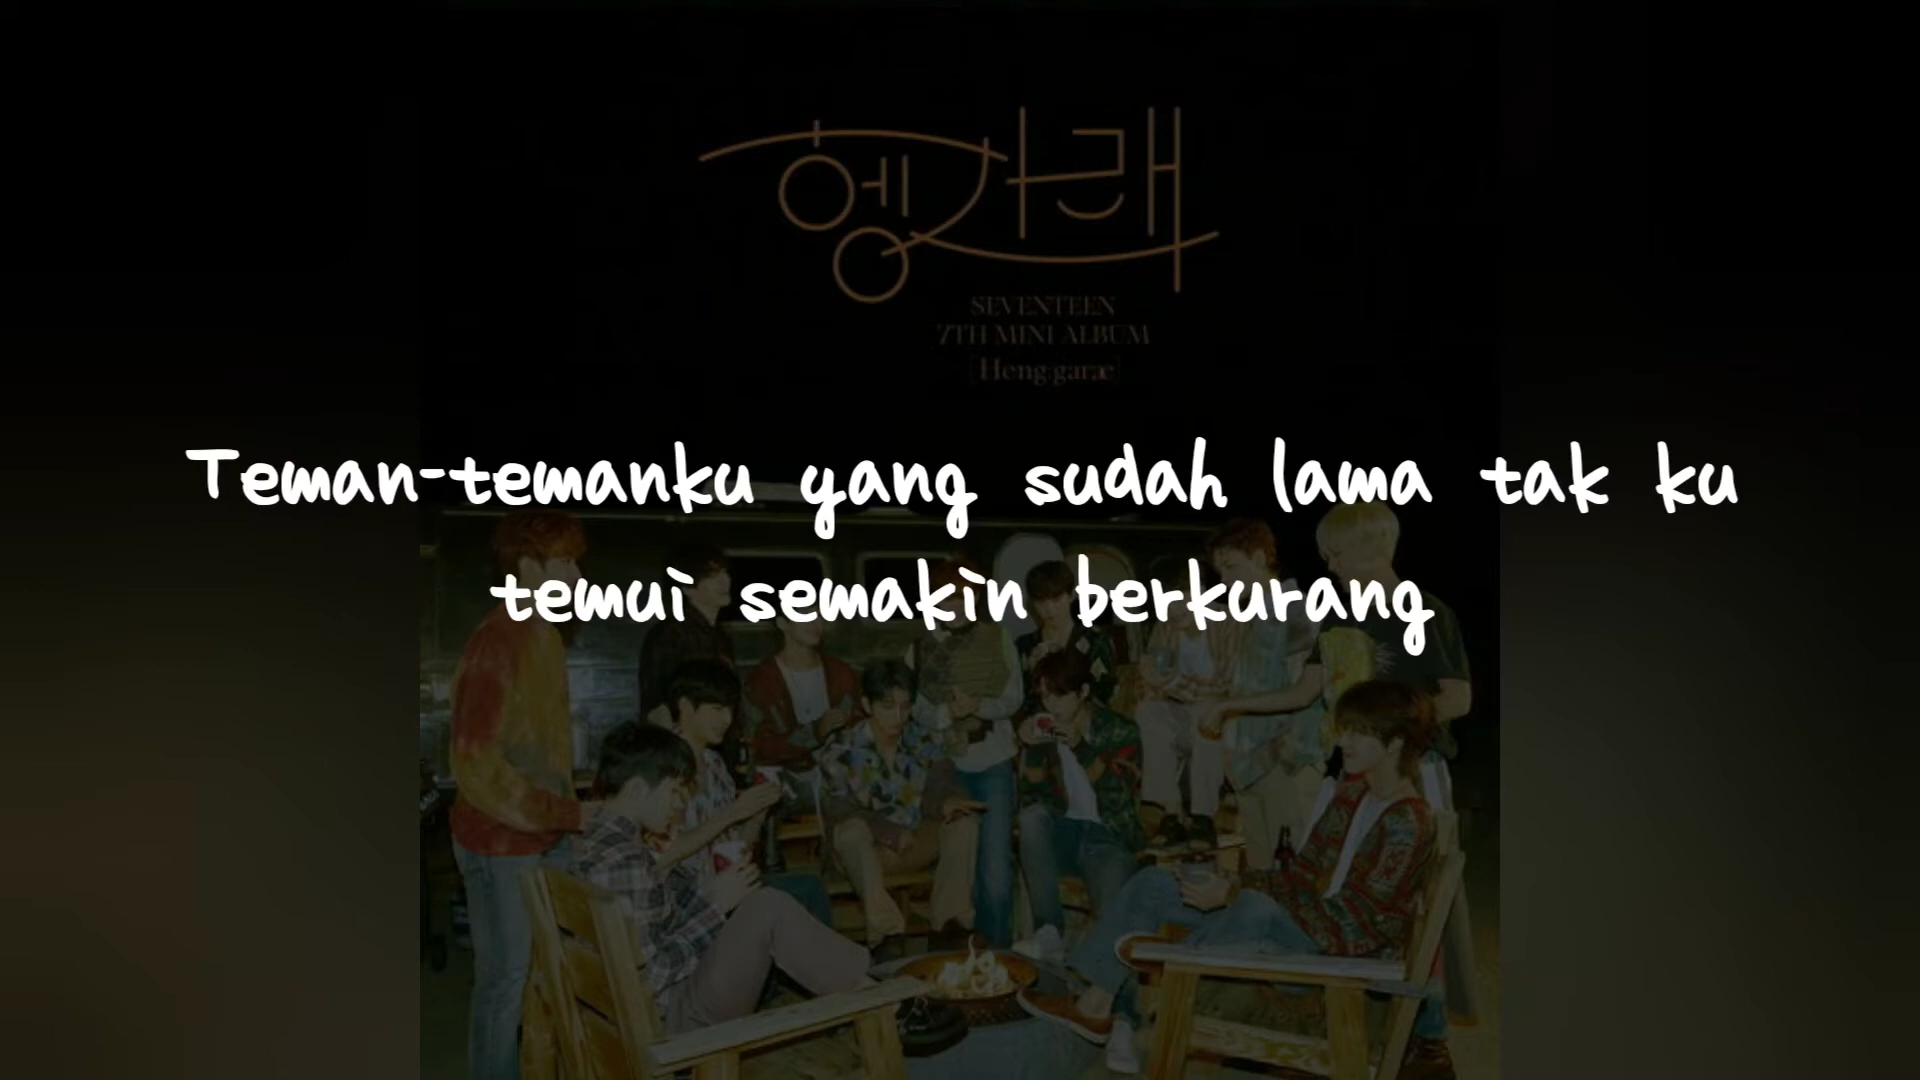 헹가래
SEVENTEEN
7TH MINI ALBUM
[Heng:garæ]
Teman-temanku yang sudah lama tak ku
temui semakin berkurang